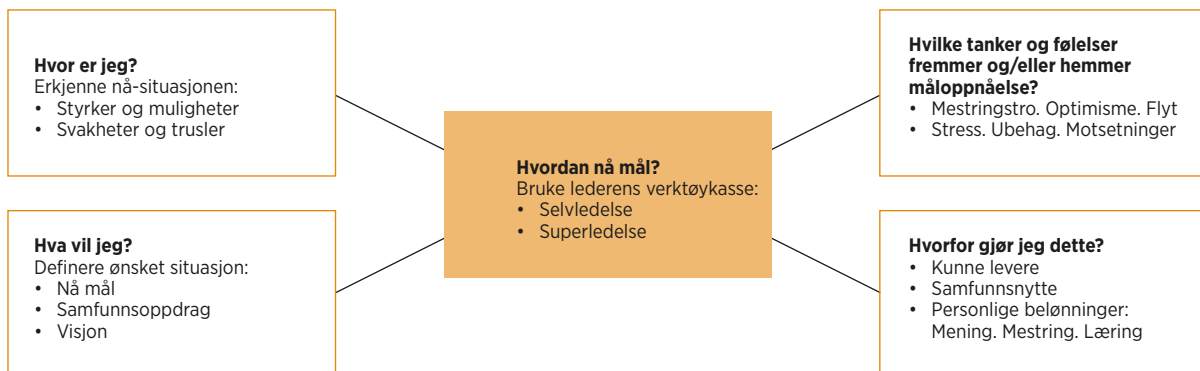 Hvor er jeg?
Erkjenne nå-situasjonen:
• Styrker og muligheter
• Svakheter og trusler
Hva vil jeg?
Definere ønsket situasjon:
• Nå mål
• Samfunnsoppdrag
• Visjon
Hvordan nå mål?
Bruke lederens verktøykasse:
• Selvledelse
• Superledelse
Hvilke tanker og følelser
fremmer og/eller hemmer
måloppnåelse?
• Mestringstro. Optimisme. Flyt
• Stress. Ubehag. Motsetninger
Hvorfor gjør jeg dette?
• Kunne levere
• Samfunnsnytte
• Personlige belønninger:
Mening. Mestring. Læring